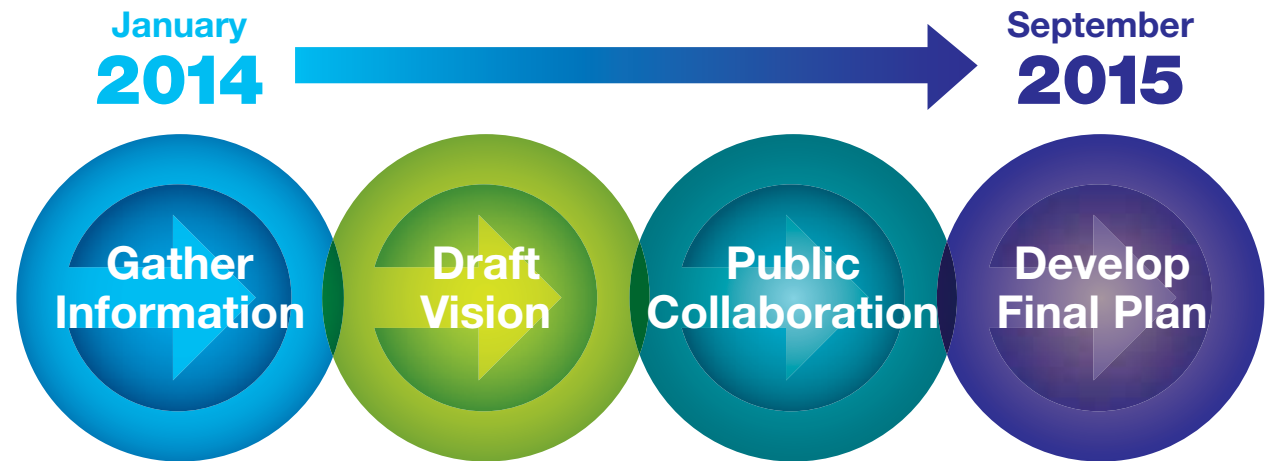 January
2014
September
2015
Gather
Information
Draft
Vision
Public
Collaboration
Develop
Final Plan